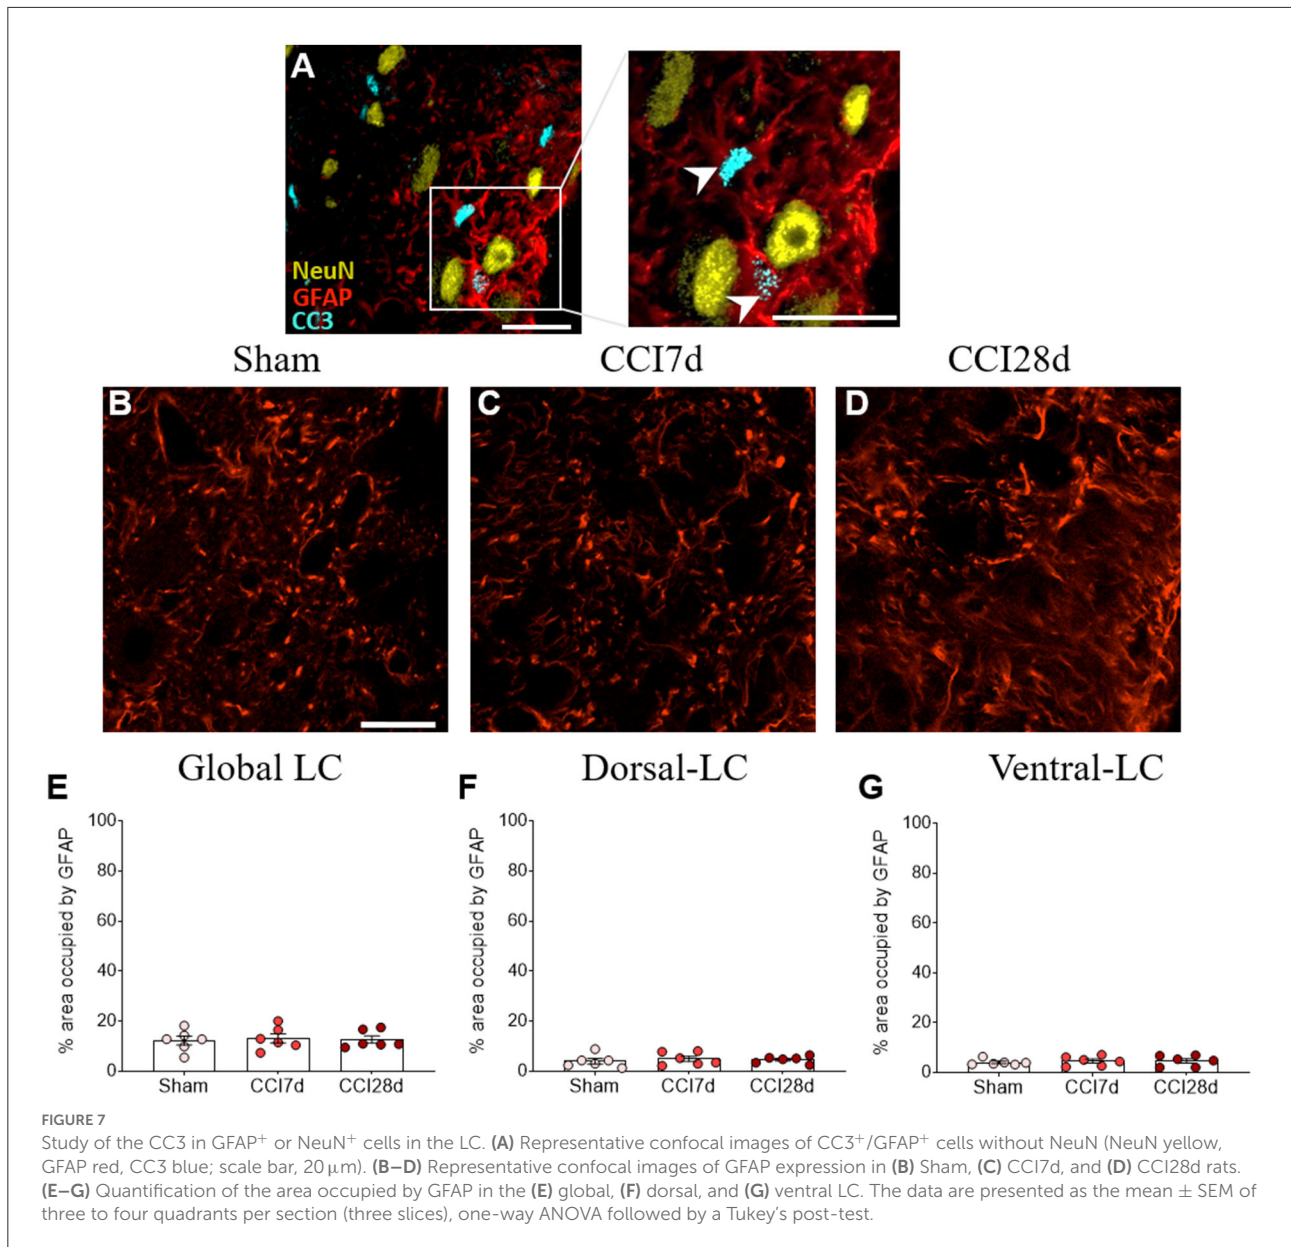 A
NeuN
GFAP
CC3
Sham CCI7d CCI28d
B C D
Global LC Dorsal-LC Ventral-LC
E F G
% area occupied by GFAP
100
80
60
40
20
0
Sham CCI7d CCI28d
% area occupied by GFAP
100
80
60
40
20
0
Sham CCI7d CCI28d
% area occupied by GFAP
100
80
60
40
20
0
Sham CCI7d CCI28d
FIGURE 7
Study of the CC3 in GFAP⁺ or NeuN⁺ cells in the LC. (A) Representative confocal images of CC3⁺/GFAP⁺ cells without NeuN (NeuN yellow,
GFAP red, CC3 blue; scale bar, 20 μm). (B–D) Representative confocal images of GFAP expression in (B) Sham, (C) CCI7d, and (D) CCI28d rats.
(E–G) Quantification of the area occupied by GFAP in the (E) global, (F) dorsal, and (G) ventral LC. The data are presented as the mean ± SEM of
three to four quadrants per section (three slices), one-way ANOVA followed by a Tukey's post-test.